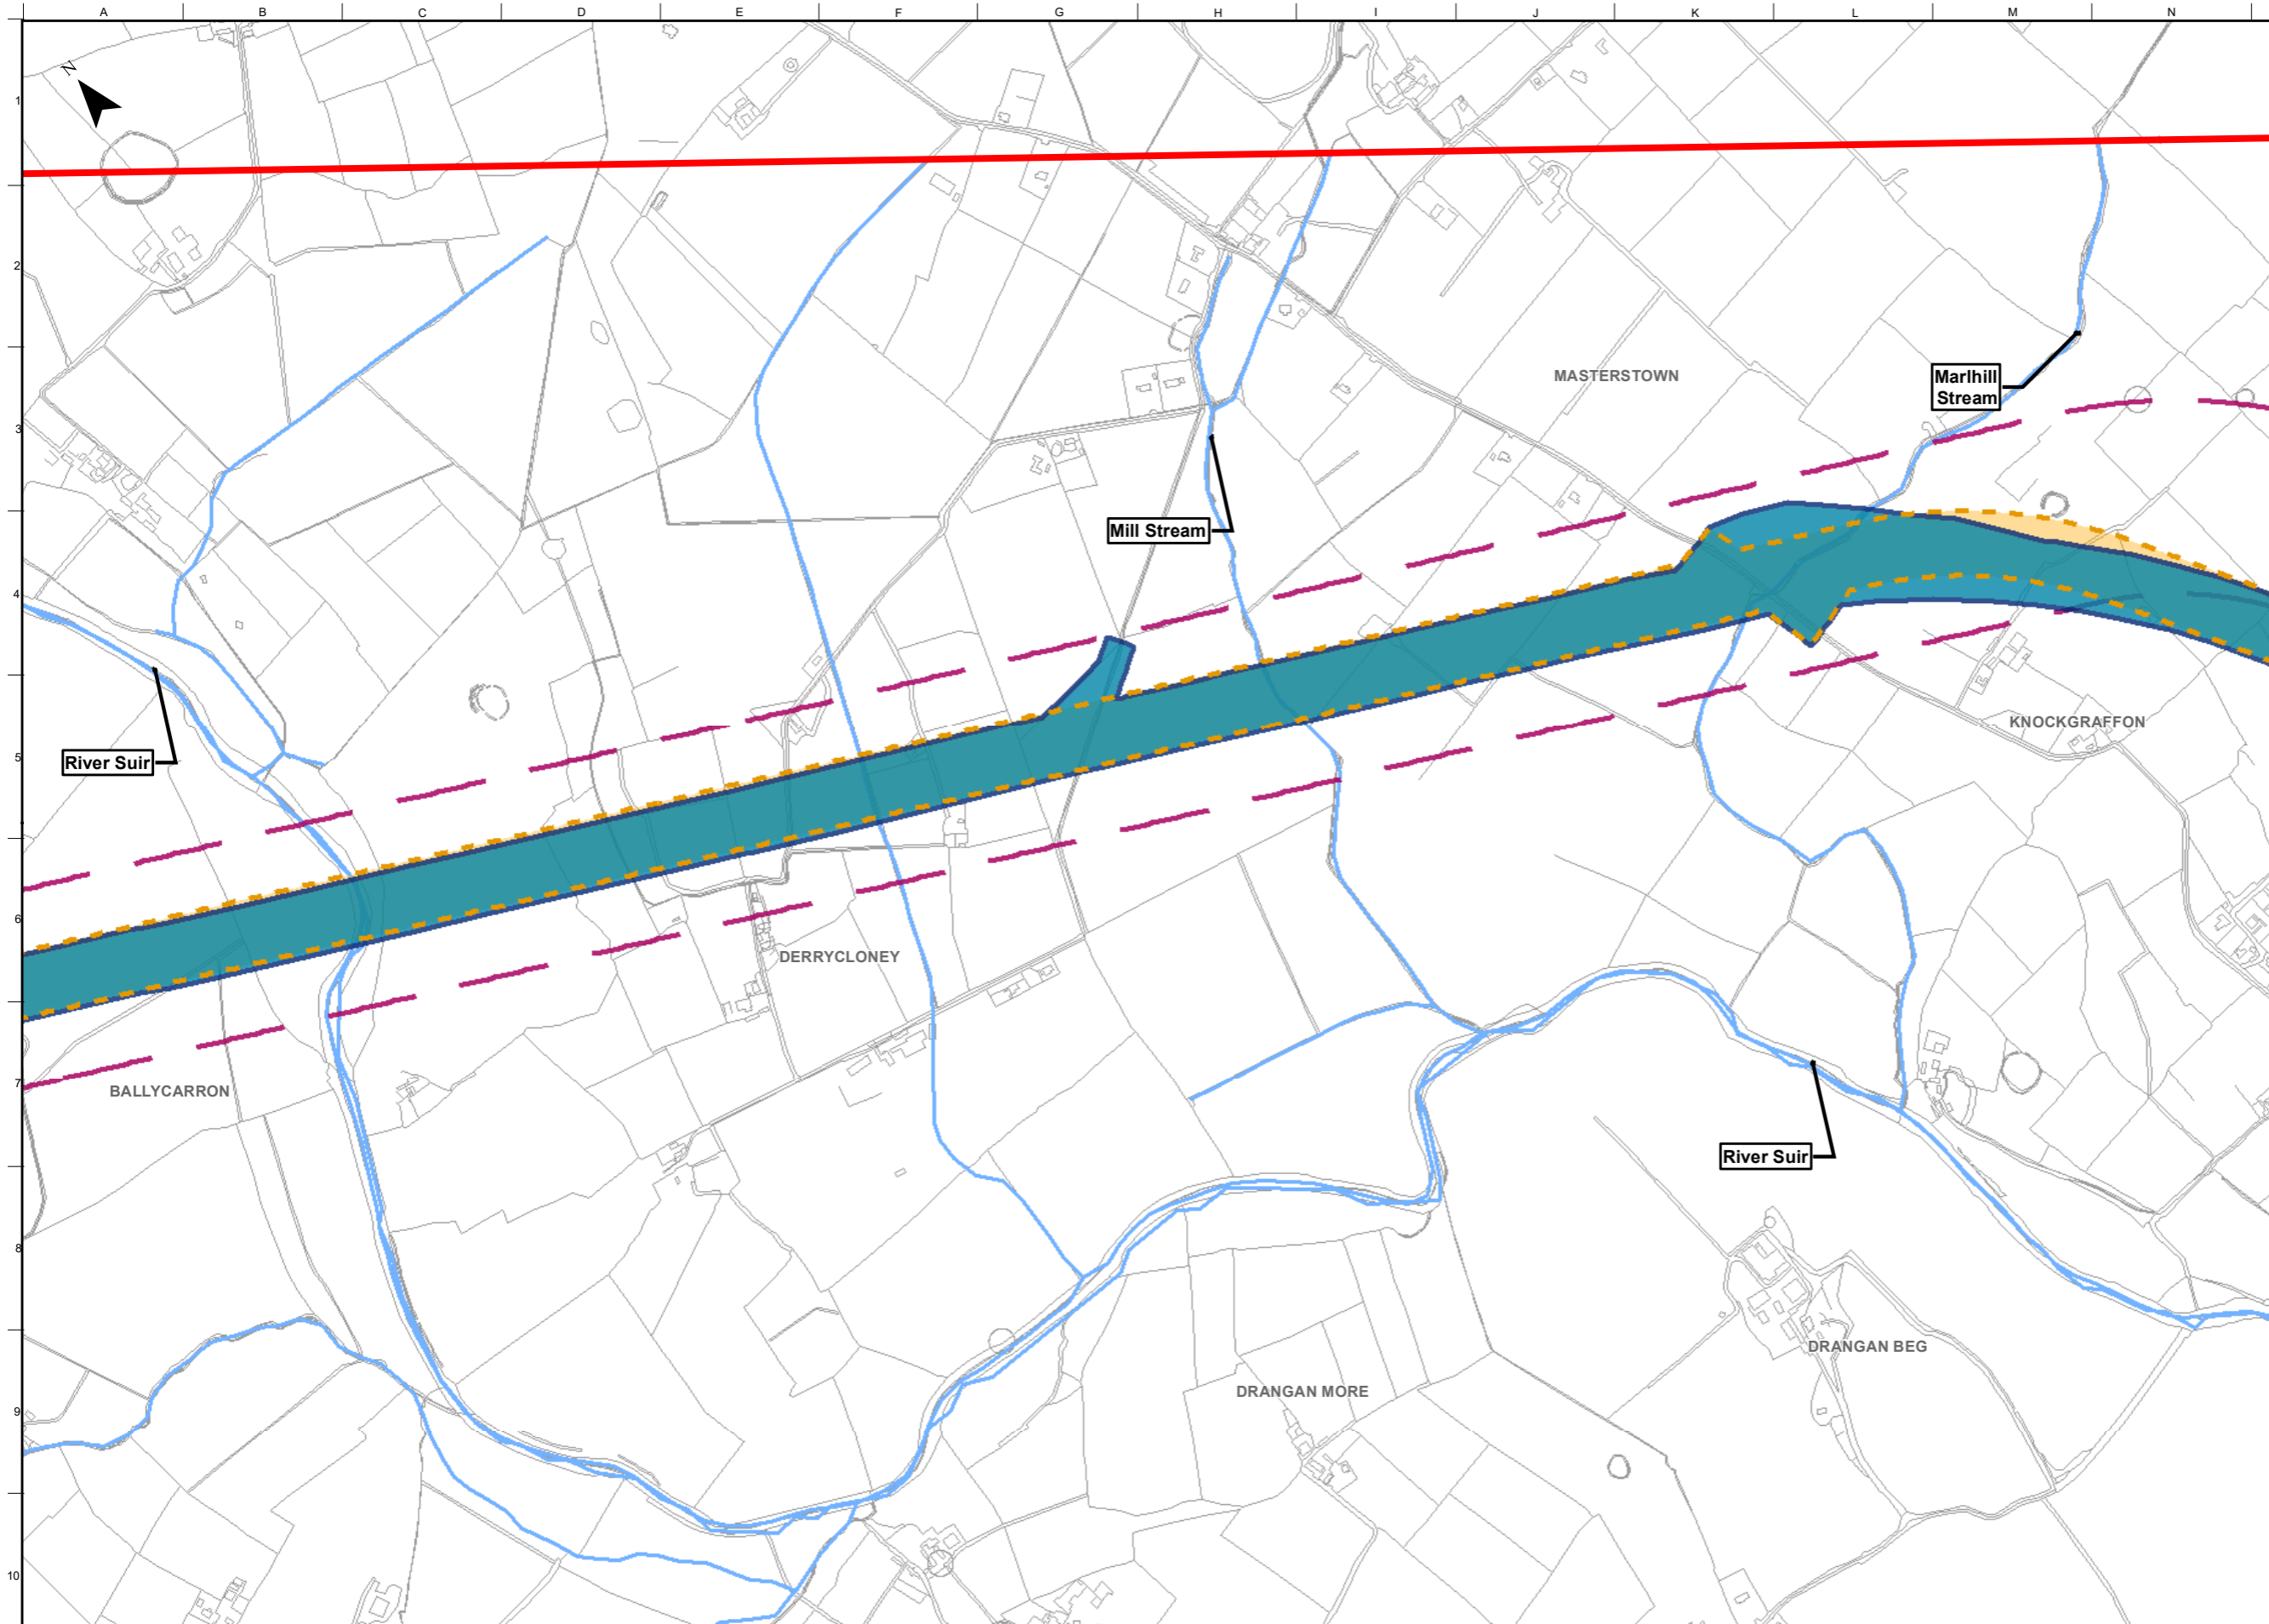 A B C D E F G H I J K L M N
N
1
2
MASTERSTOWN
Marlhill
Stream
3
Mill Stream
4
KNOCKGRAFFON
5
River Suir
6
DERRYCLONEY
7
BALLYCARRON
River Suir
8
DRANGAN BEG
DRANGAN MORE
9
10